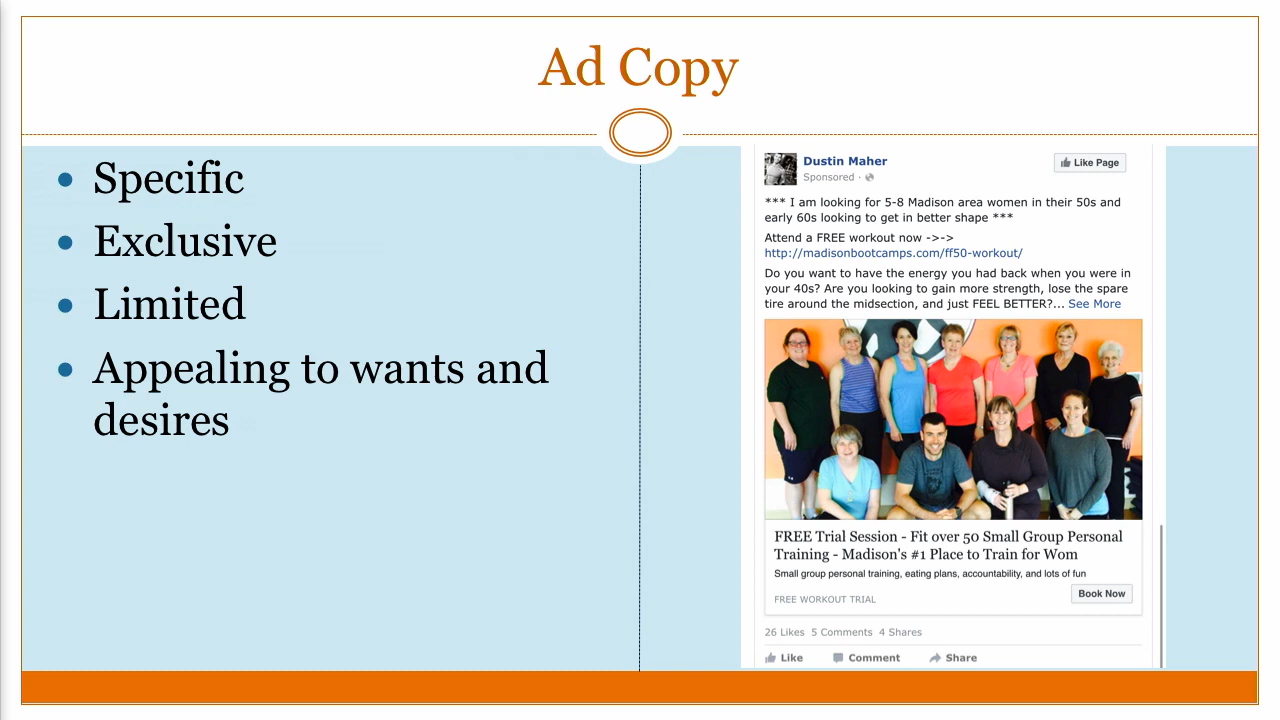 Ad Copy
• Specific
• Exclusive
• Limited
• Appealing to wants and
desires
Dustin Maher
Sponsored ·
Like Page
*** I am looking for 5-8 Madison area women in their 50s and
early 60s looking to get in better shape ***
Attend a FREE workout now ->->
http://madisonbootcamps.com/ff50-workout/
Do you want to have the energy you had back when you were in
your 40s? Are you looking to gain more strength, lose the spare
tire around the midsection, and just FEEL BETTER?... See More
FREE Trial Session - Fit over 50 Small Group Personal
Training - Madison's #1 Place to Train for Wom
Small group personal training, eating plans, accountability, and lots of fun
FREE WORKOUT TRIAL
Book Now
26 Likes 5 Comments 4 Shares
Like Comment Share